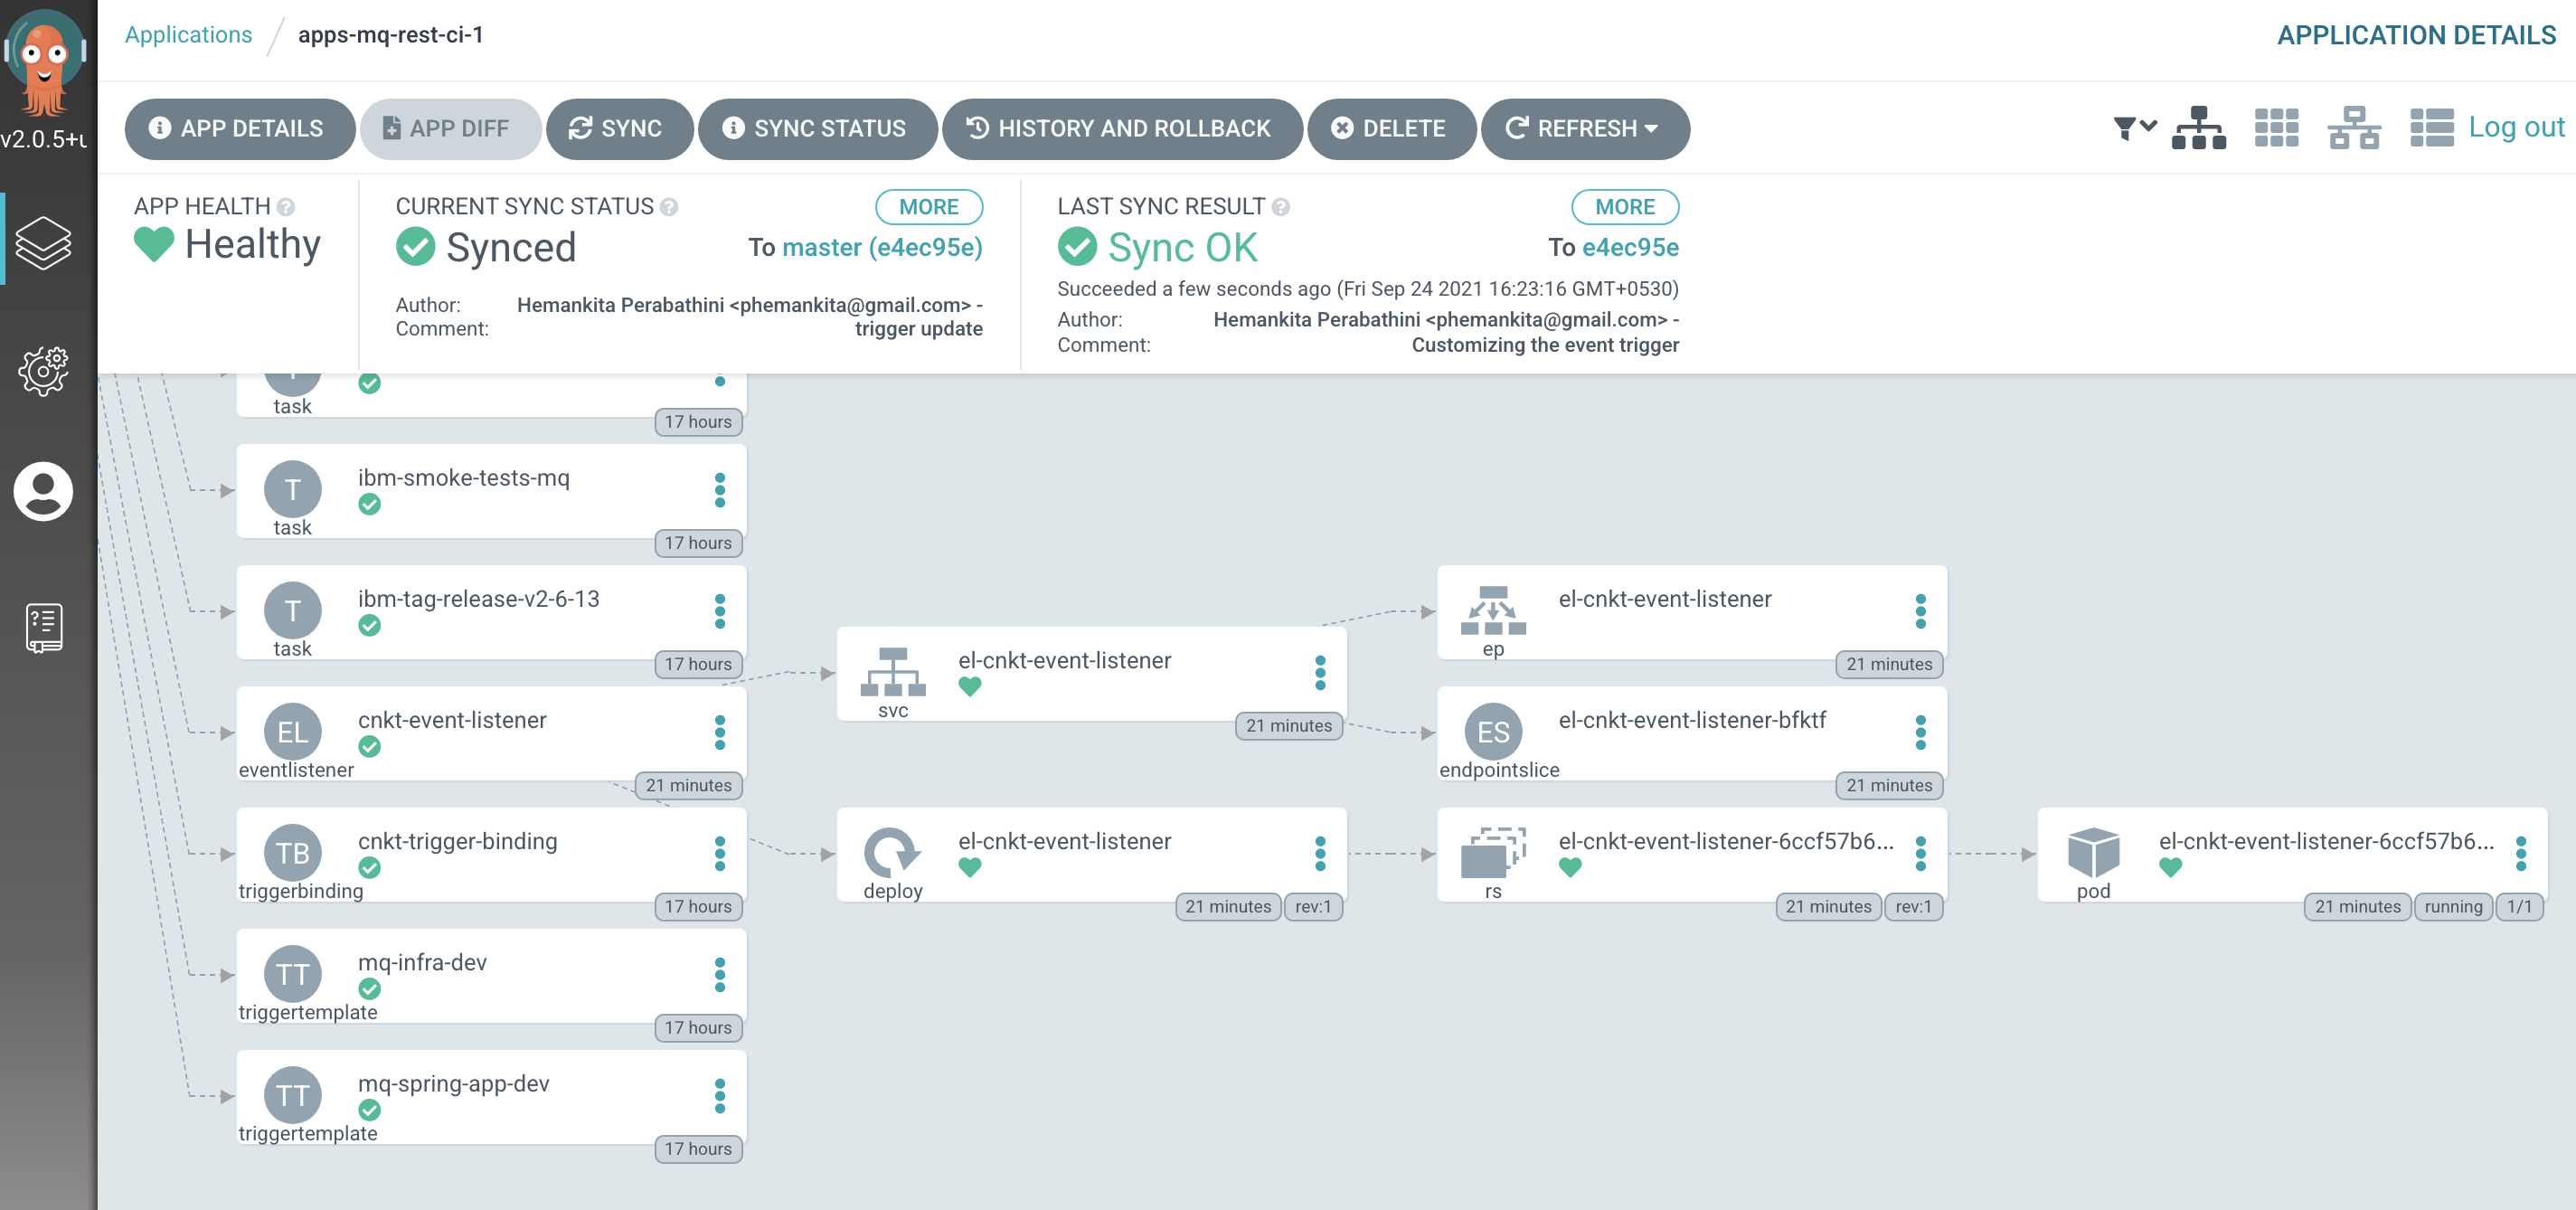 Applications / apps-mq-rest-ci-1
APPLICATION DETAILS
v2.0.5+u
APP DETAILS
APP DIFF
SYNC
SYNC STATUS
HISTORY AND ROLLBACK
DELETE
REFRESH
Log out
APP HEALTH
Healthy
CURRENT SYNC STATUS
MORE
Synced
To master (e4ec95e)
Author: Hemankita Perabathini <phemankita@gmail.com> -
Comment: trigger update
LAST SYNC RESULT
MORE
Sync OK
To e4ec95e
Succeeded a few seconds ago (Fri Sep 24 2021 16:23:16 GMT+0530)
Author: Hemankita Perabathini <phemankita@gmail.com> -
Comment: Customizing the event trigger
task
17 hours
T
ibm-smoke-tests-mq
task
17 hours
T
ibm-tag-release-v2-6-13
task
17 hours
EL
cnkt-event-listener
eventlistener
21 minutes
TB
cnkt-trigger-binding
triggerbinding
17 hours
TT
mq-infra-dev
triggertemplate
17 hours
TT
mq-spring-app-dev
triggertemplate
17 hours
el-cnkt-event-listener
svc
21 minutes
el-cnkt-event-listener
deploy
21 minutes
rev:1
el-cnkt-event-listener
ep
21 minutes
ES
el-cnkt-event-listener-bfktf
endpointslice
21 minutes
el-cnkt-event-listener-6ccf57b6...
rs
21 minutes
rev:1
el-cnkt-event-listener-6ccf57b6...
pod
21 minutes
running
1/1